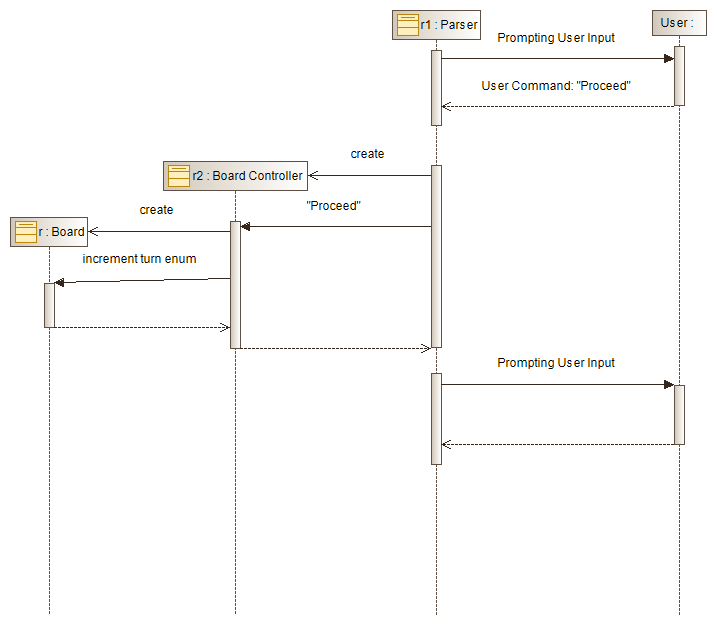 r1 : Parser
User :
Prompting User Input
User Command: "Proceed"
create
r2 : Board Controller
"Proceed"
create
r : Board
increment turn enum
Prompting User Input